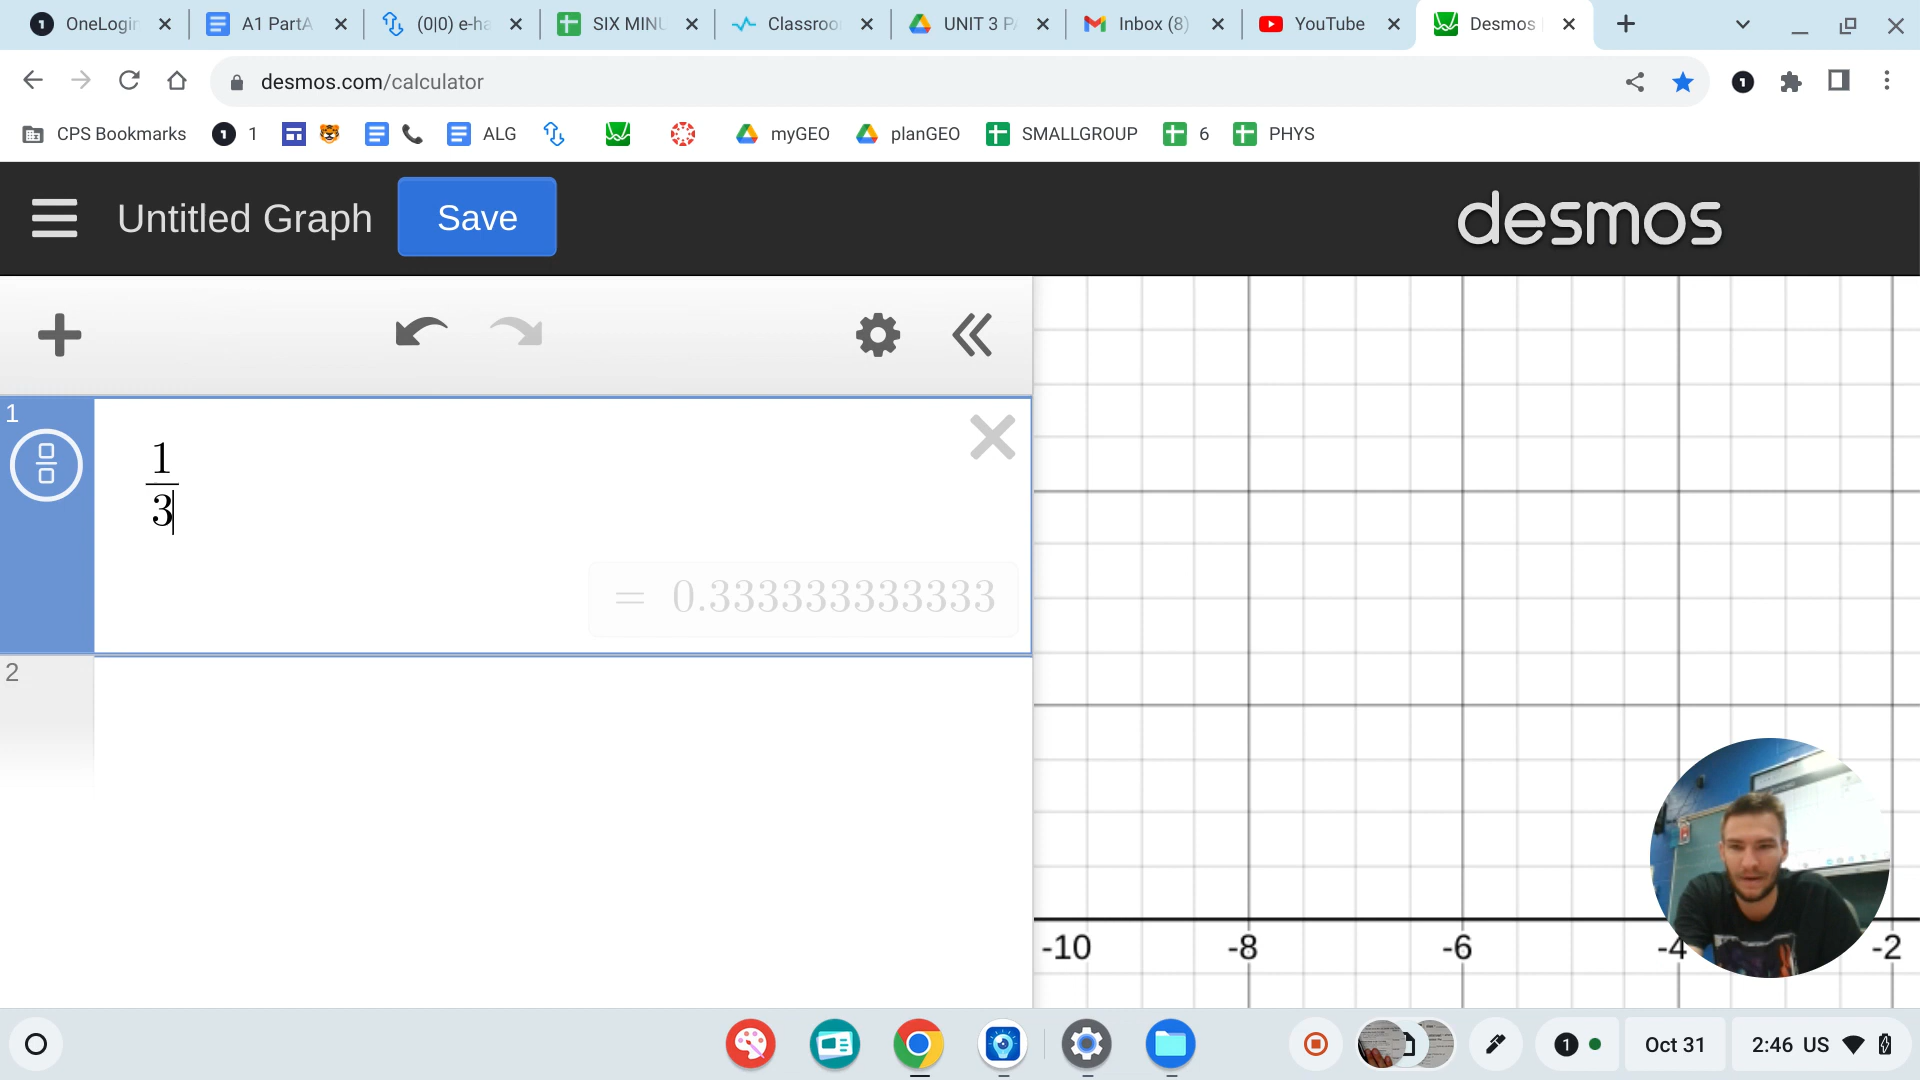 OneLogin
A1 PartA
(0|0) e-ha
SIX MINU
Classroo
UNIT 3 P
Inbox (8)
YouTube
Desmos
desmos.com/calculator
CPS Bookmarks
1
ALG
myGEO
planGEO
SMALLGROUP
6
PHYS
Untitled Graph
Save
desmos
1
1
3
= 0.333333333333
2
-10
-8
-6
-4
-2
1
Oct 31
2:46 US